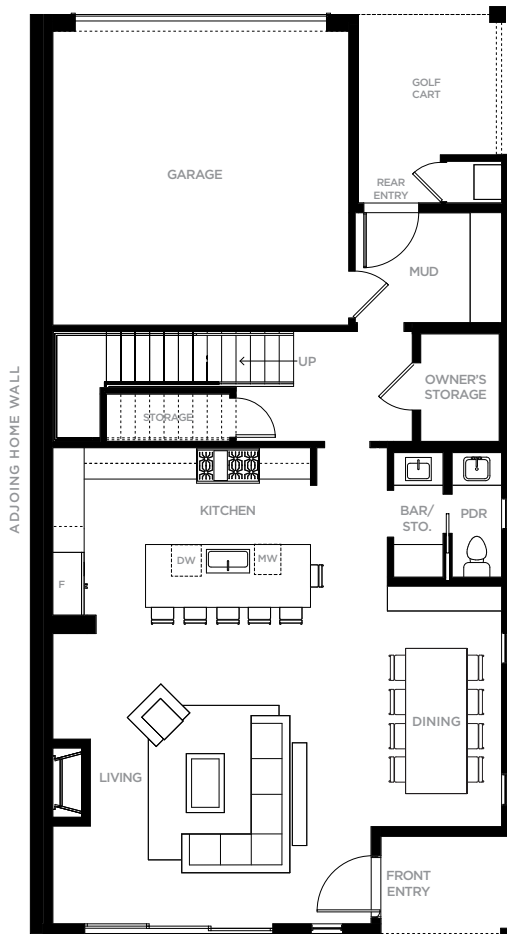 GOLF
CART
GARAGE
REAR
ENTRY
MUD
UP
OWNER'S
STORAGE
STORAGE
ADJOING HOME WALL
KITCHEN
BAR/
STO.
PDR
DW
MW
F
DINING
LIVING
FRONT
ENTRY